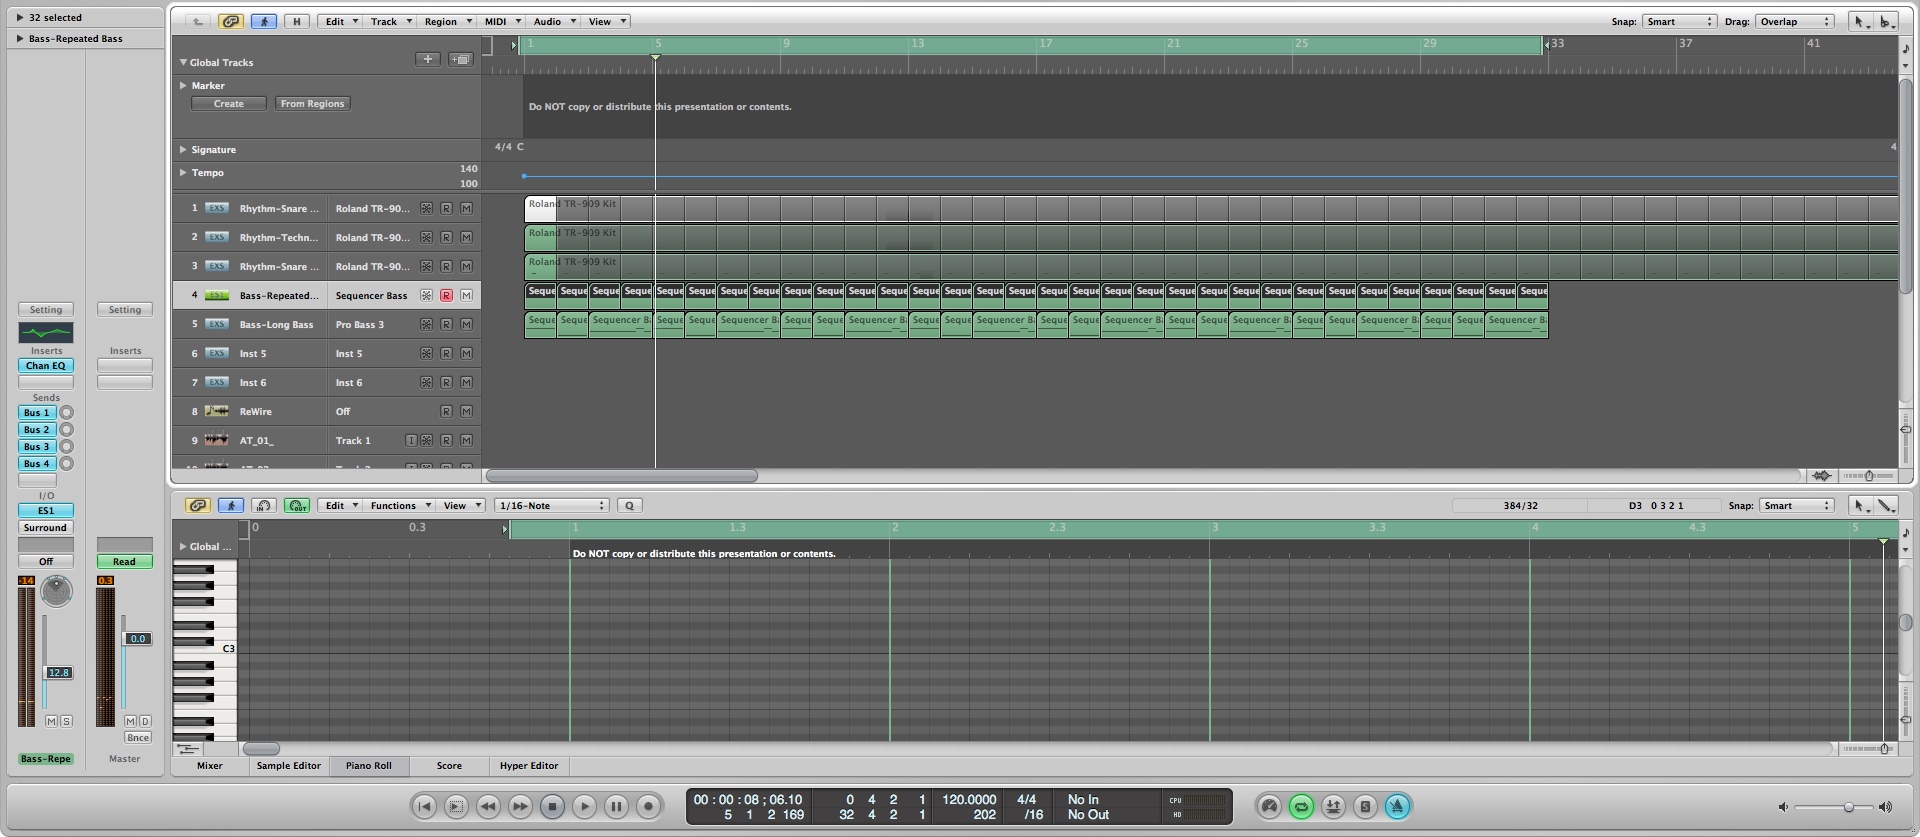 32 selected
Bass-Repeated Bass
H Edit Track Region MIDI Audio View Snap: Smart Drag: Overlap
1 5 9 13 17 21 25 29 33 37 41
Global Tracks
Marker
Create From Regions
Do NOT copy or distribute this presentation or contents.
Signature 4/4 C 4
Tempo 140
100
1 EXS Rhythm-Snare ... Roland TR-90... R M Roland TR-909 Kit
2 EXS Rhythm-Techn... Roland TR-90... R M Roland TR-909 Kit
3 EXS Rhythm-Snare ... Roland TR-90... R M Roland TR-909 Kit
4 ES1 Bass-Repeated... Sequencer Bass R M Seque Seque Seque Seque Seque Seque Seque Seque Seque Seque Seque Seque Seque Seque Seque Seque Seque Seque Seque Seque Seque Seque Seque Seque Seque Seque Seque Seque Seque Seque Seque Seque
5 EXS Bass-Long Bass Pro Bass 3 R M Seque Seque Sequencer B Seque Seque Sequencer B Seque Seque Sequencer B Seque Seque Sequencer B Seque Seque Sequencer B Seque Seque Sequencer B Seque Seque Sequencer B Seque Seque Sequencer B
6 EXS Inst 5 Inst 5 R M
7 EXS Inst 6 Inst 6 R M
8 ReWire Off R M
9 AT_01_ Track 1 I R M
Setting Setting
Inserts Inserts
Chan EQ
Sends
Bus 1
Bus 2
Bus 3
Bus 4
I/O
ES1
Surround
Off Read
-14 0.3
0.0
12.8
M S M D
Bnce
Bass-Repe Master
IN OUT Edit Functions View 1/16-Note Q 384/32 D3 0 3 2 1 Snap: Smart
0 0.3 1 1.3 2 2.3 3 3.3 4 4.3 5
Global ...
Do NOT copy or distribute this presentation or contents.
C3
Mixer Sample Editor Piano Roll Score Hyper Editor
00 : 00 : 08 ; 06.10 0 4 2 1 120.0000 4/4 No In CPU
5 1 2 169 32 4 2 1 202 /16 No Out HD
S